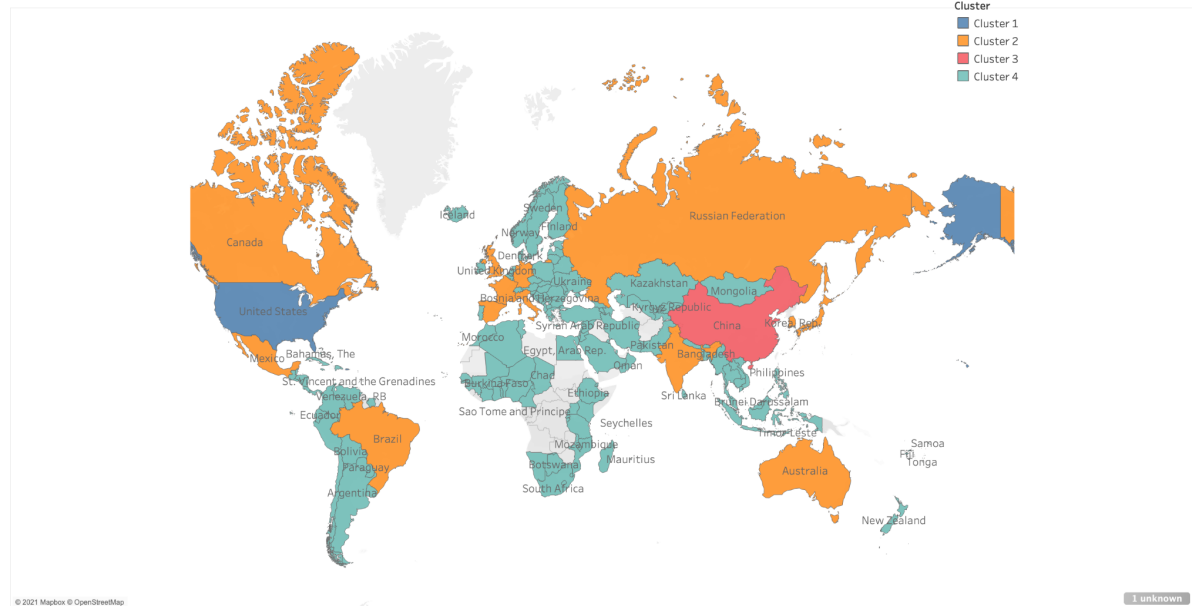 Cluster
Cluster 1
Cluster 2
Cluster 3
Cluster 4
Iceland
Sweden
Finland
Norway
Russian Federation
Canada
Denmark
United Kingdom
Ukraine
Kazakhstan
Mongolia
Bosnia and Herzegovina
Kyrgyz Republic
United States
China
Korea, Rep.
Syrian Arab Republic
Morocco
Pakistan
Egypt, Arab Rep.
Bangladesh
Mexico
Bahamas, The
Oman
Philippines
Chad
St. Vincent and the Grenadines
Burkina Faso
Ethiopia
Sri Lanka
Venezuela, RB
Brunei Darussalam
Sao Tome and Principe
Ecuador
Seychelles
Timor-Leste
Brazil
Mozambique
Samoa
Bolivia
Fiji
Mauritius
Tonga
Paraguay
Botswana
Australia
South Africa
Argentina
New Zealand
© 2021 Mapbox © OpenStreetMap
1 unknown